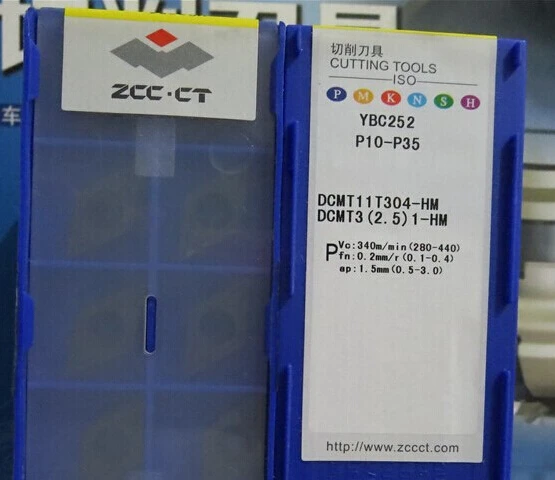 ZCC·CT
切削刀具
CUTTING TOOLS
ISO
P M K N S H
YBC252
P10-P35
DCMT11T304-HM
DCMT3(2.5)1-HM
P
Vc:340m/min(280-440)
fn:0.2mm/r(0.1-0.4)
ap:1.5mm(0.5-3.0)
http://www.zccct.com
车